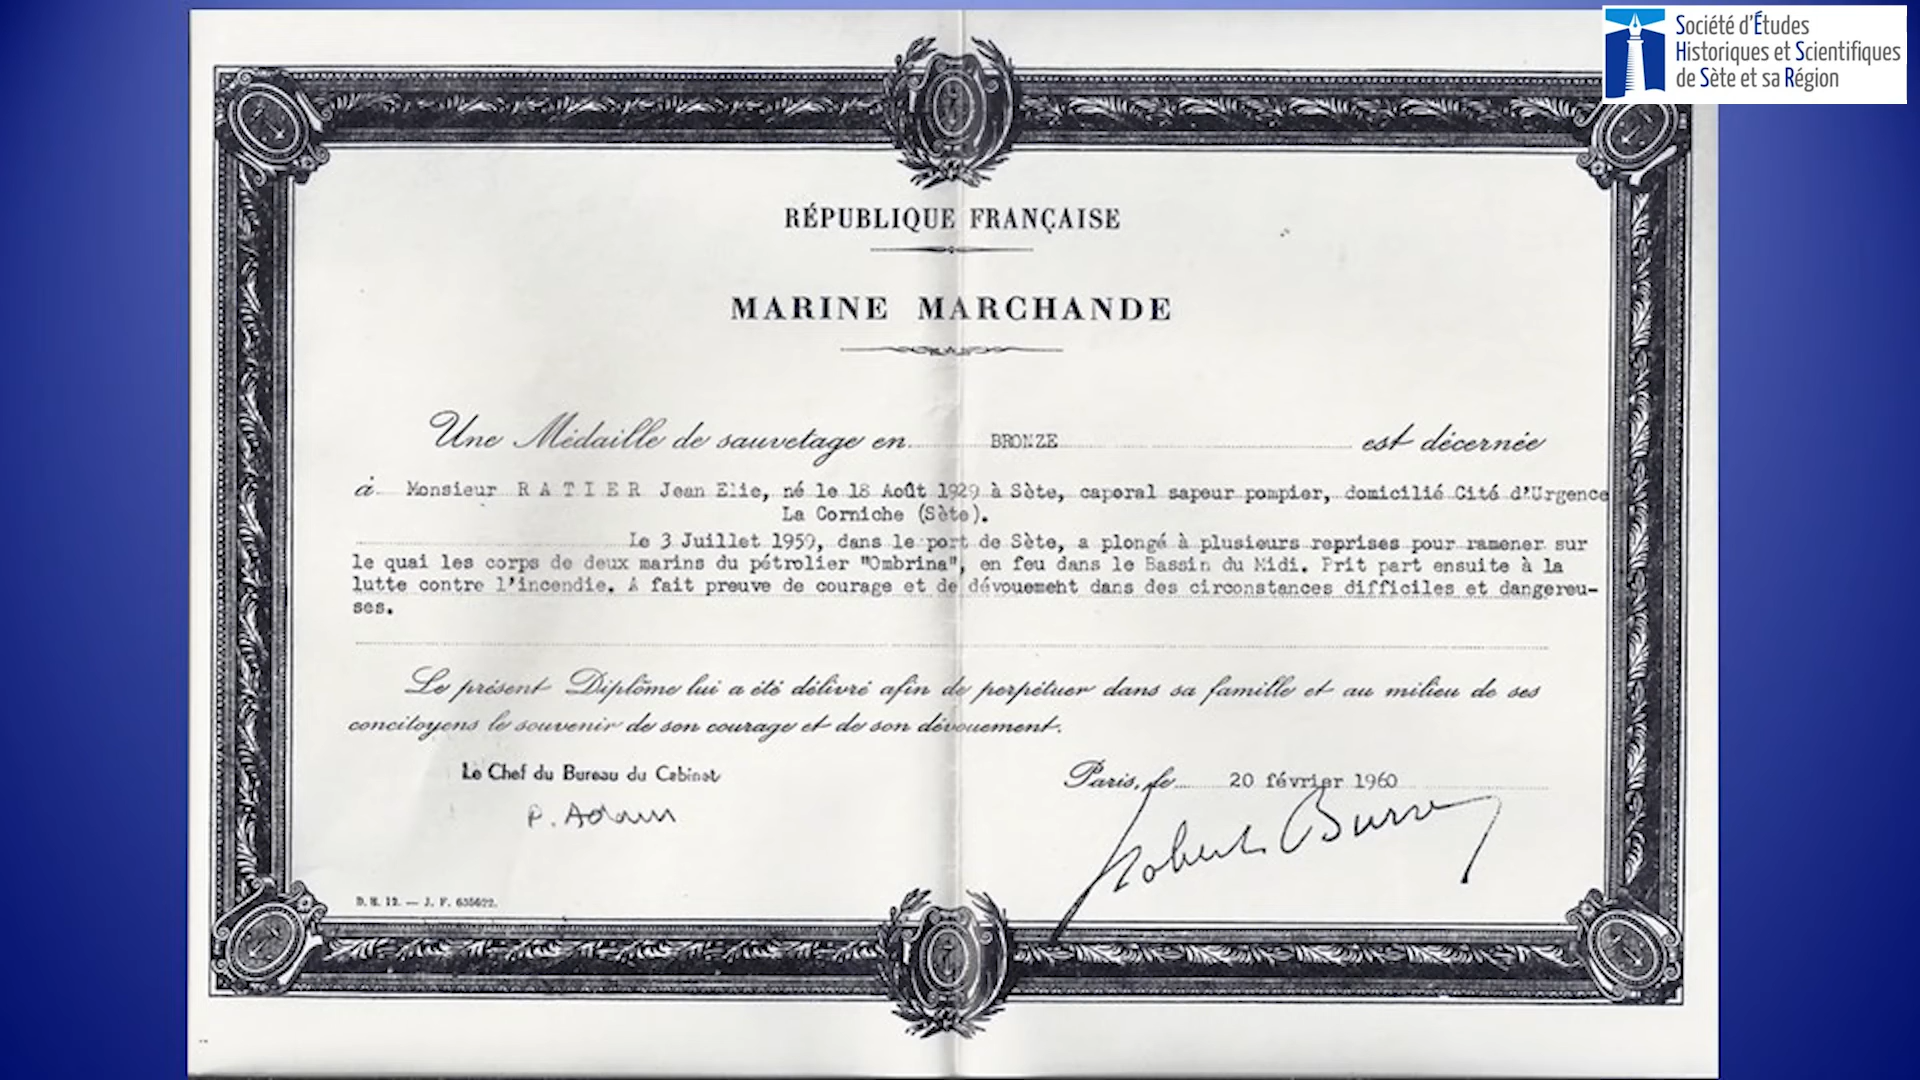 Société d'Études
Historiques et Scientifiques
de Sète et sa Région
RÉPUBLIQUE FRANÇAISE
MARINE MARCHANDE
Une Médaille de sauvetage en BRONZE est décernée
à Monsieur RATIER Jean Elie, né le 18 Août 1929 à Sète, caporal sapeur pompier, domicilié Cité d'Urgence
La Corniche (Sète).
Le 3 Juillet 1959, dans le port de Sète, a plongé à plusieurs reprises pour ramener sur
le quai les corps de deux marins du pétrolier "Ombrina", en feu dans le Bassin du Midi. Prit part ensuite à la
lutte contre l'incendie. A fait preuve de courage et de dévouement dans des circonstances difficiles et dangereu-
ses.
Le présent Diplôme lui a été délivré afin de perpétuer dans sa famille et au milieu de ses
concitoyens le souvenir de son courage et de son dévouement.
Le Chef du Bureau du Cabinet
P. Adam
Paris, le 20 février 1960
Robert Buron
J. F. 635622.